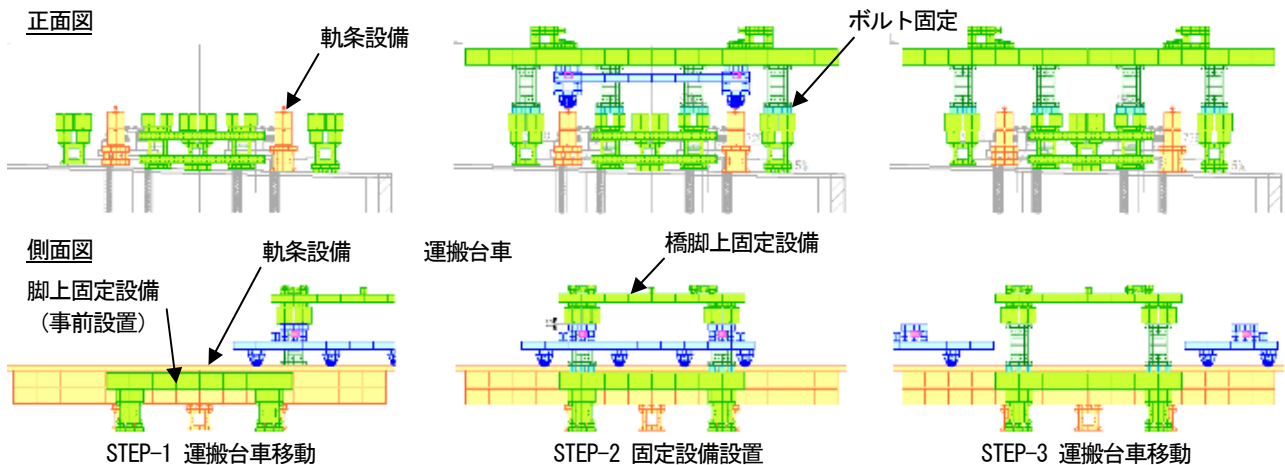 正面図
軌条設備
ボルト固定
側面図
軌条設備
脚上固定設備
（事前設置）
運搬台車
橋脚上固定設備
STEP-1 運搬台車移動
STEP-2 固定設備設置
STEP-3 運搬台車移動